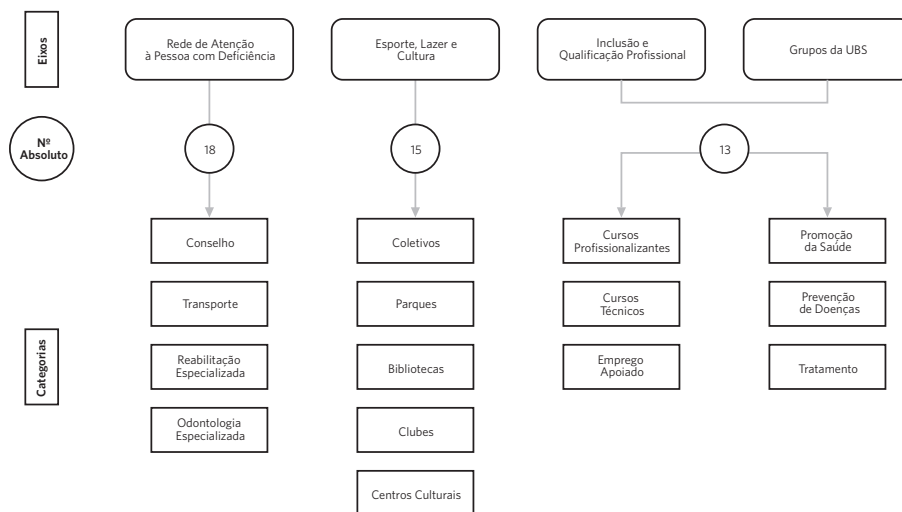 Eixos
Rede de Atenção
à Pessoa com Deficiência
Esporte, Lazer e
Cultura
Inclusão e
Qualificação Profissional
Grupos da UBS
Nº
Absoluto
18
15
13
Categorias
Conselho
Transporte
Reabilitação
Especializada
Odontologia
Especializada
Coletivos
Parques
Bibliotecas
Clubes
Centros Culturais
Cursos
Profissionalizantes
Cursos
Técnicos
Emprego
Apoiado
Promoção
da Saúde
Prevenção
de Doenças
Tratamento